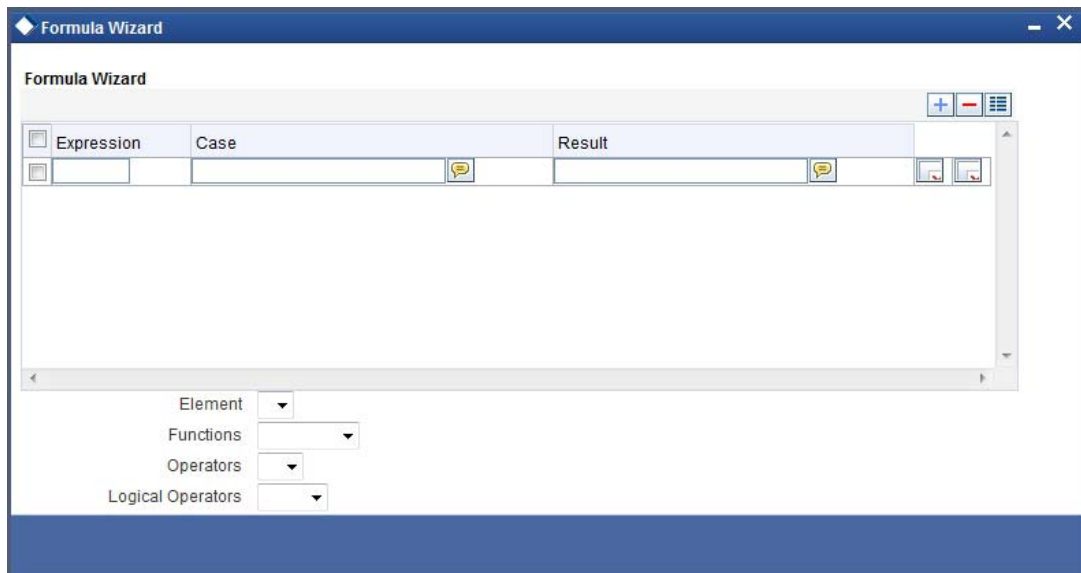 Formula Wizard
Formula Wizard
Expression Case Result
Element
Functions
Operators
Logical Operators